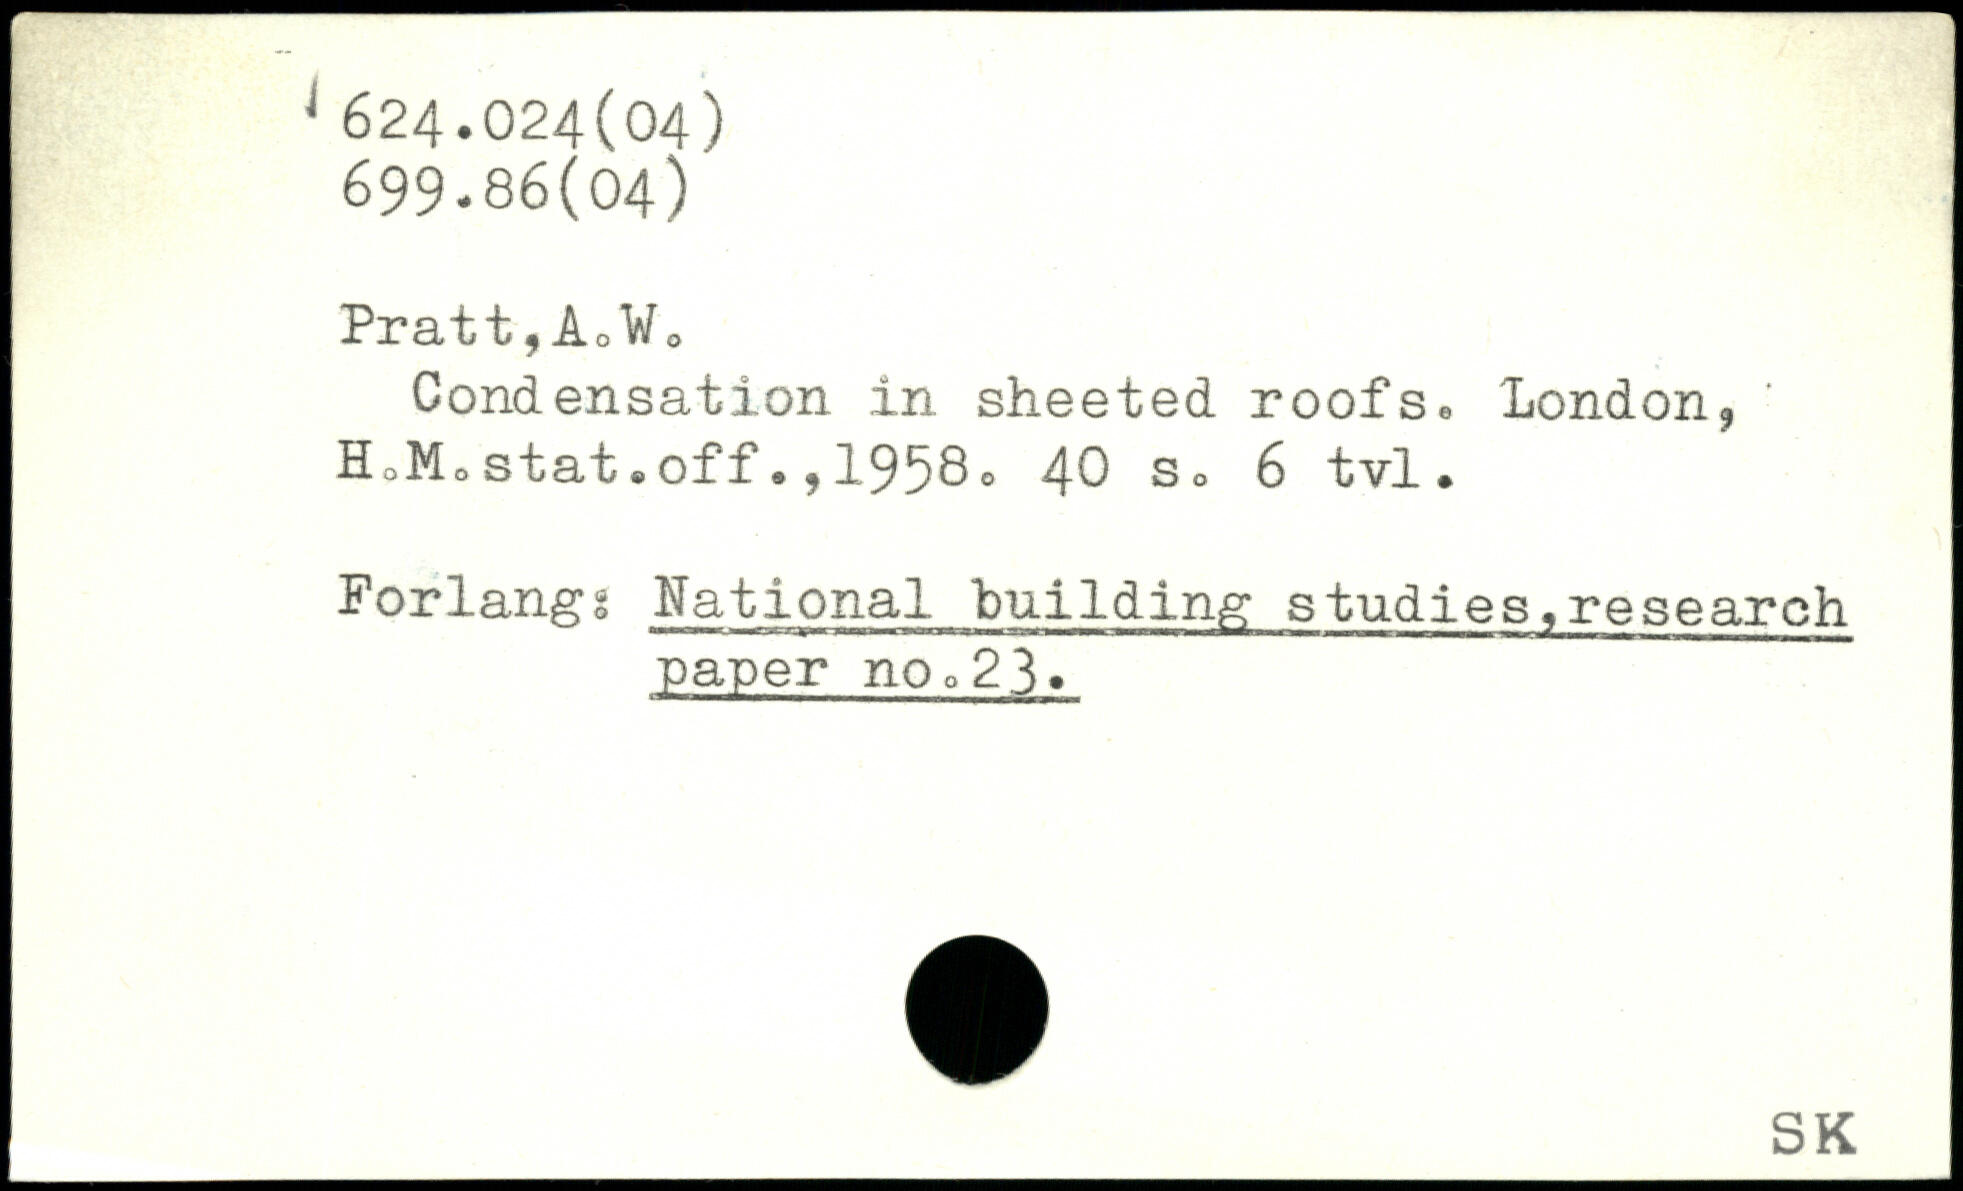 624.024(04)
699.86(04)
Pratt,A.W.
Condensation in sheeted roofs. London,
H.M.stat.off.,1958. 40 s. 6 tvl.
Forlang: National building studies,research
paper no.23.
SK